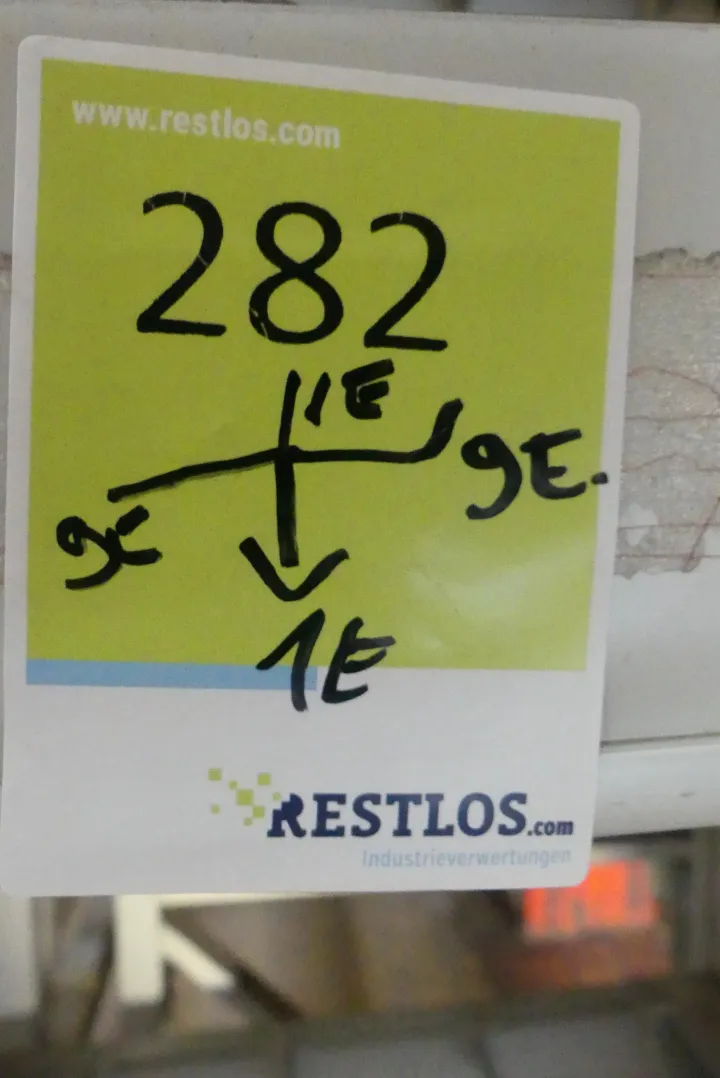 www.restlos.com
282
1E
9E.
9E
1E
RESTLOS.com
Industrieverwertungen